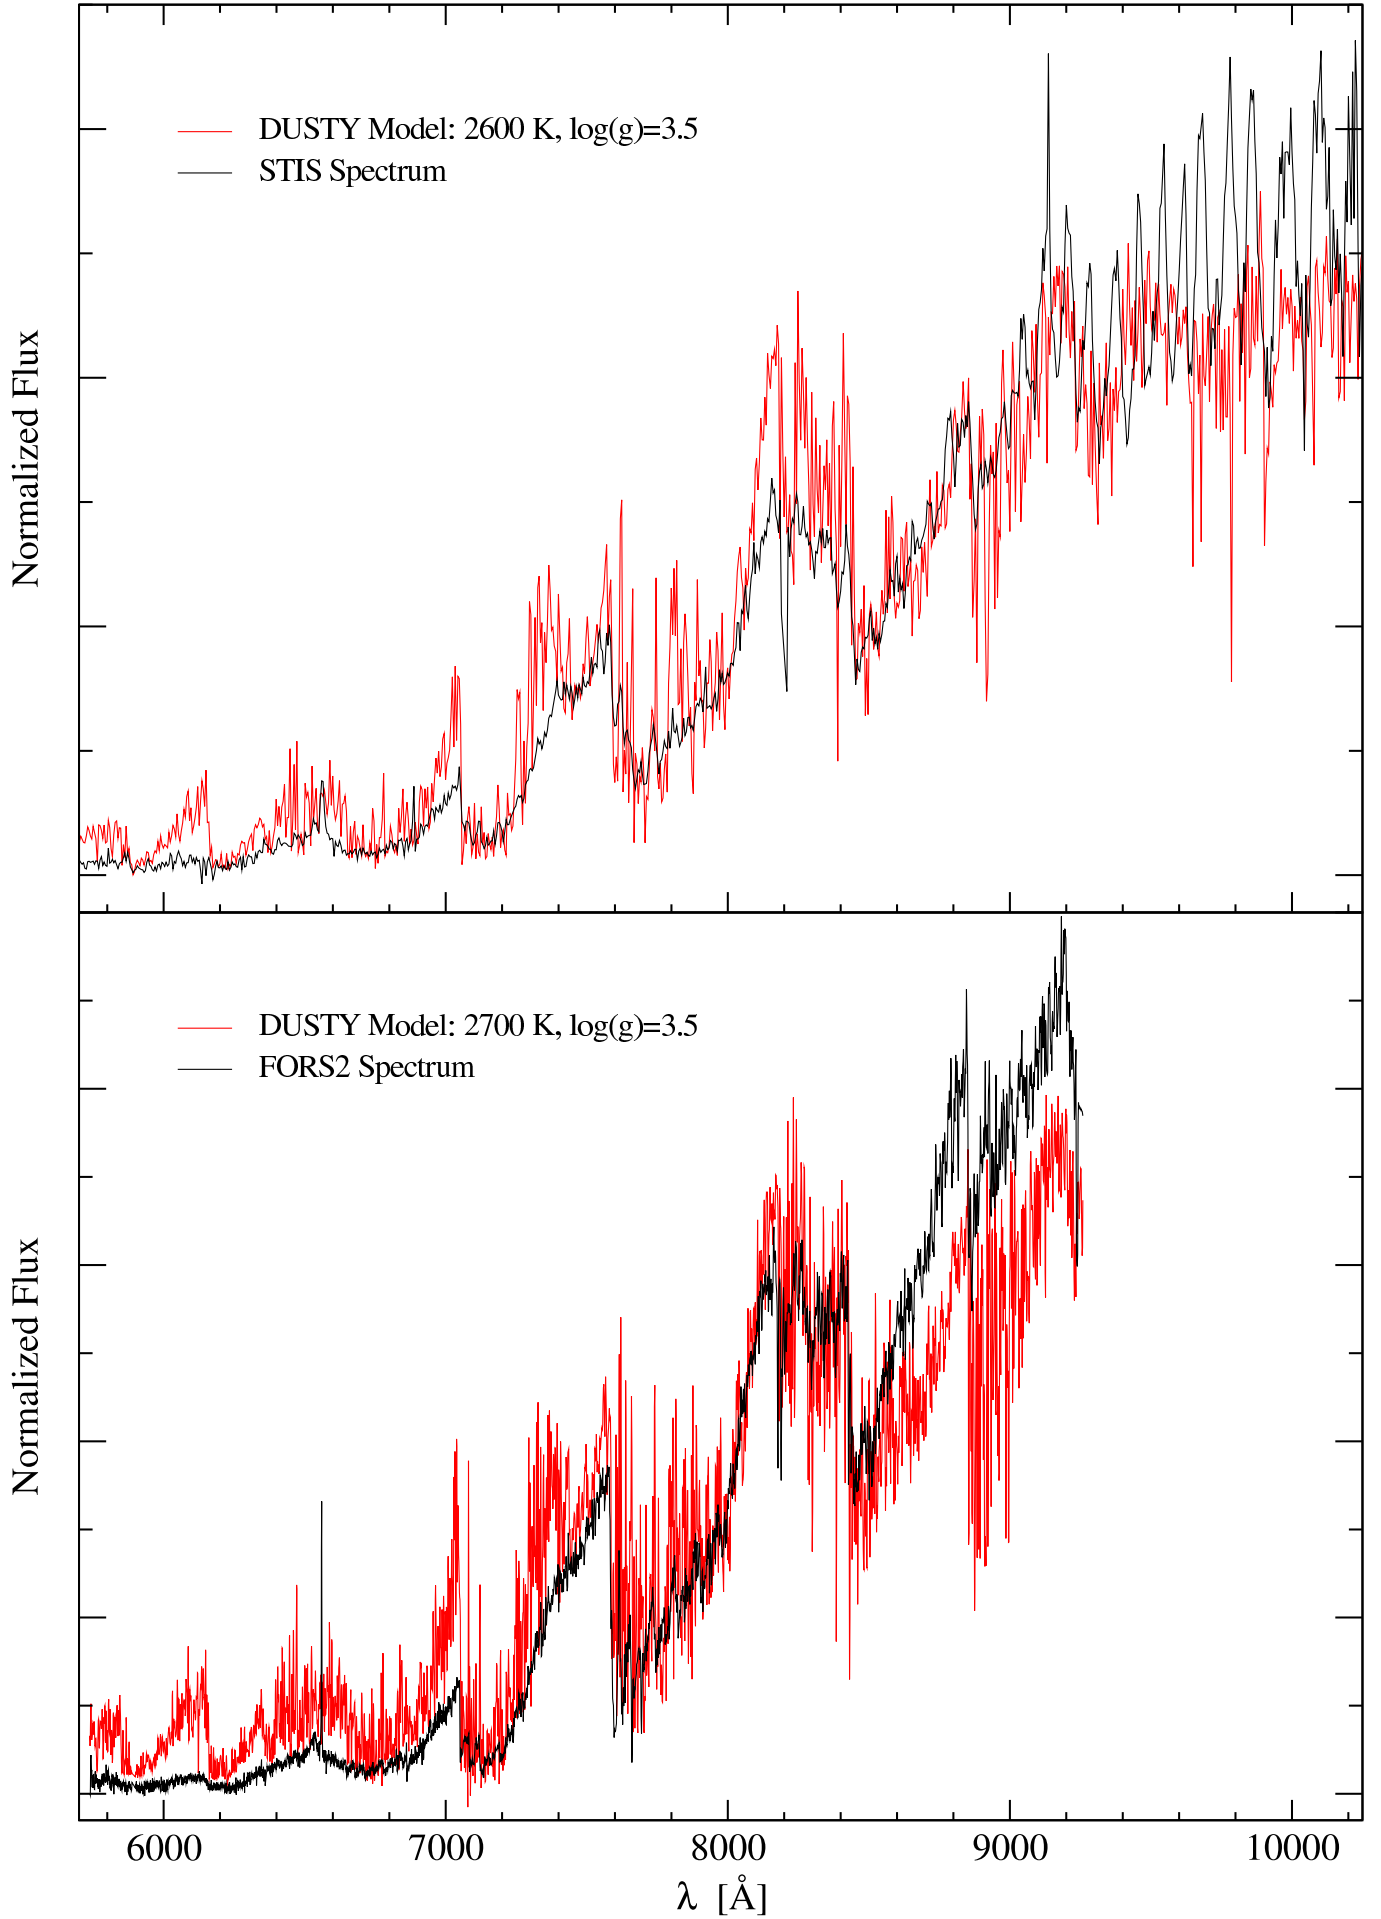 DUSTY Model: 2600 K, log(g)=3.5
STIS Spectrum
Normalized Flux
DUSTY Model: 2700 K, log(g)=3.5
FORS2 Spectrum
Normalized Flux
6000 7000 8000 9000 10000
λ [Å]